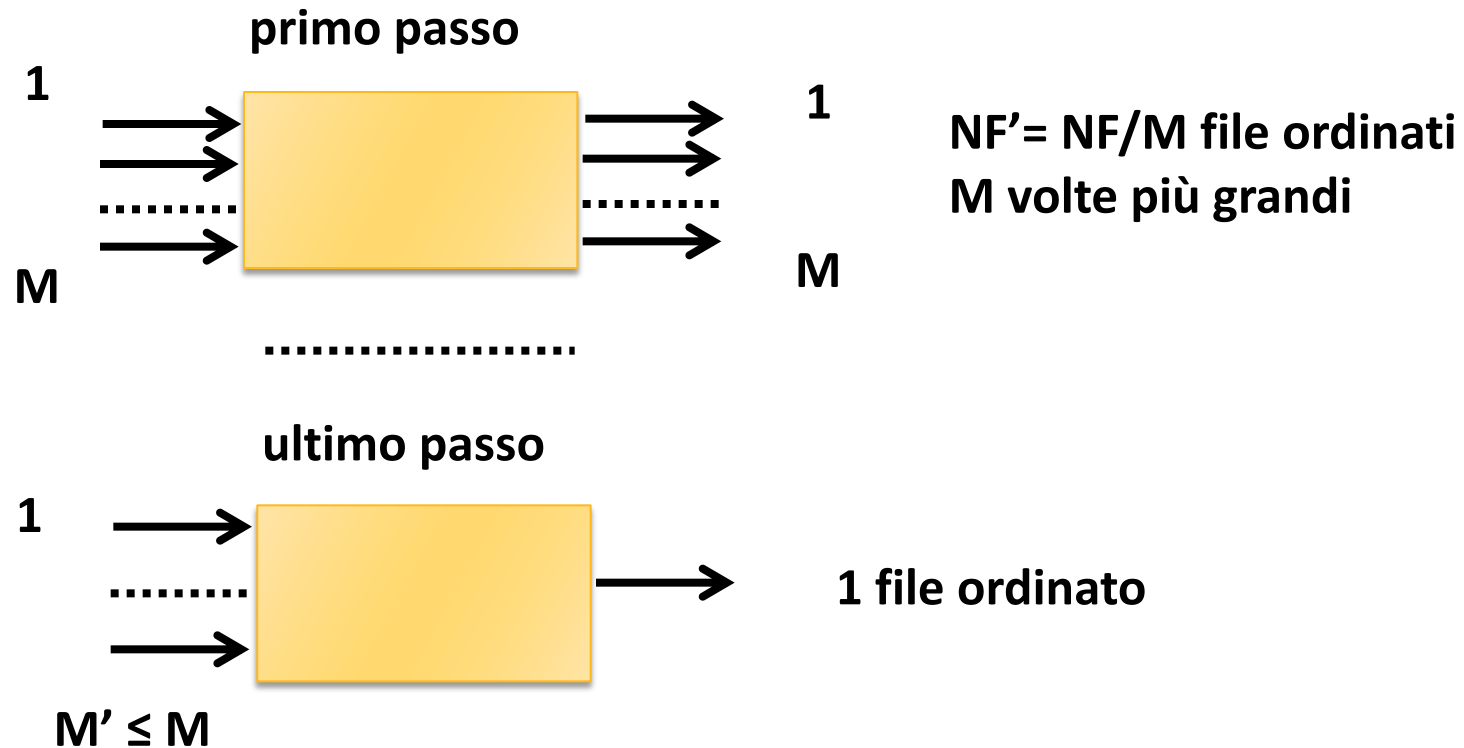 primo passo
1
1
NF’= NF/M file ordinati
M volte più grandi
M
M
ultimo passo
1
1 file ordinato
M’ ≤ M